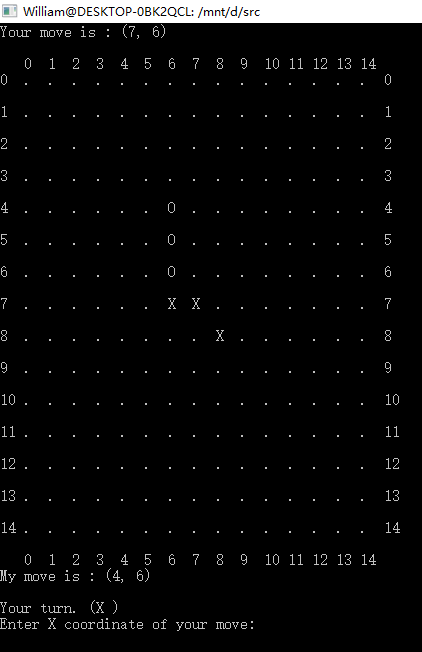 William@DESKTOP-0BK2QCL: /mnt/d/src
Your move is : (7, 6)
0 1 2 3 4 5 6 7 8 9 10 11 12 13 14
0 . . . . . . . . . . . . . . . 0
1 . . . . . . . . . . . . . . . 1
2 . . . . . . . . . . . . . . . 2
3 . . . . . . . . . . . . . . . 3
4 . . . . . . O . . . . . . . . 4
5 . . . . . . O . . . . . . . . 5
6 . . . . . . O . . . . . . . . 6
7 . . . . . . X X . . . . . . . 7
8 . . . . . . . . X . . . . . . 8
9 . . . . . . . . . . . . . . . 9
10 . . . . . . . . . . . . . . . 10
11 . . . . . . . . . . . . . . . 11
12 . . . . . . . . . . . . . . . 12
13 . . . . . . . . . . . . . . . 13
14 . . . . . . . . . . . . . . . 14
0 1 2 3 4 5 6 7 8 9 10 11 12 13 14
My move is : (4, 6)
Your turn. (X )
Enter X coordinate of your move: